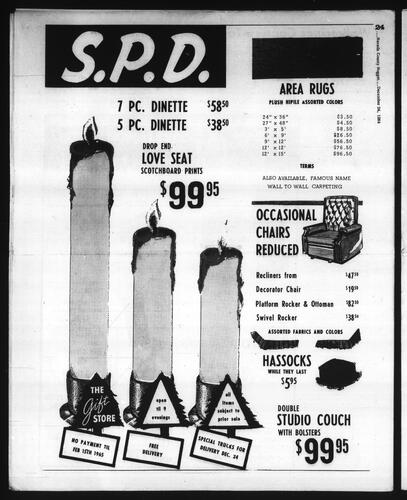 24
Nevada County Nugget—December 24, 1964
S.P.D.
7 PC. DINETTE $58.50
5 PC. DINETTE $38.50
DROP END
LOVE SEAT
SCOTCHBOARD PRINTS
$99.95
AREA RUGS
PLUSH HIPILE ASSORTED COLORS
24" x 36" $3.50
27" x 48" $4.50
3' x 5' $8.50
6' x 9' $26.50
9' x 12' $56.50
12' x 12' $76.50
12' x 15' $96.50
TERMS
ALSO AVAILABLE, FAMOUS NAME
WALL TO WALL CARPETING
OCCASIONAL
CHAIRS
REDUCED
Recliners from $47.50
Decorator Chair $19.50
Platform Rocker & Ottoman $82.50
Swivel Rocker $38.50
ASSORTED FABRICS AND COLORS
HASSOCKS
WHILE THEY LAST
$5.95
DOUBLE
STUDIO COUCH
WITH BOLSTERS
$99.95
THE
Gift
STORE
open
til 9
evenings
all
items
subject to
prior sale
NO PAYMENT TIL
FEB 15TH 1965
FREE
DELIVERY
SPECIAL TRUCKS FOR
DELIVERY DEC. 24